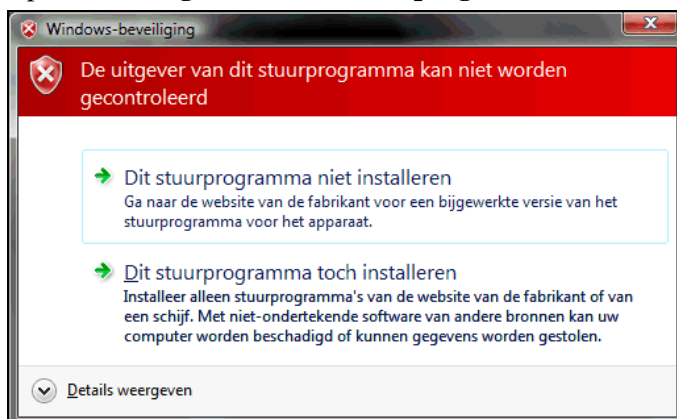 Windows-beveiliging
De uitgever van dit stuurprogramma kan niet worden
gecontroleerd
Dit stuurprogramma niet installeren
Ga naar de website van de fabrikant voor een bijgewerkte versie van het
stuurprogramma voor het apparaat.
Dit stuurprogramma toch installeren
Installeer alleen stuurprogramma's van de website van de fabrikant of van
een schijf. Met niet-ondertekende software van andere bronnen kan uw
computer worden beschadigd of kunnen gegevens worden gestolen.
Details weergeven